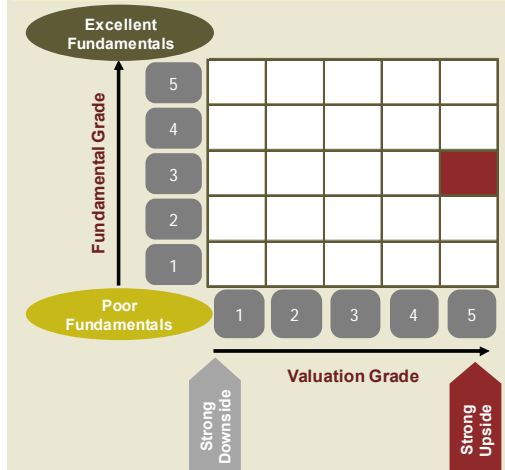 Excellent
Fundamentals
Fundamental Grade
5
4
3
2
1
Poor
Fundamentals
1
2
3
4
5
Valuation Grade
Strong
Downside
Strong
Upside